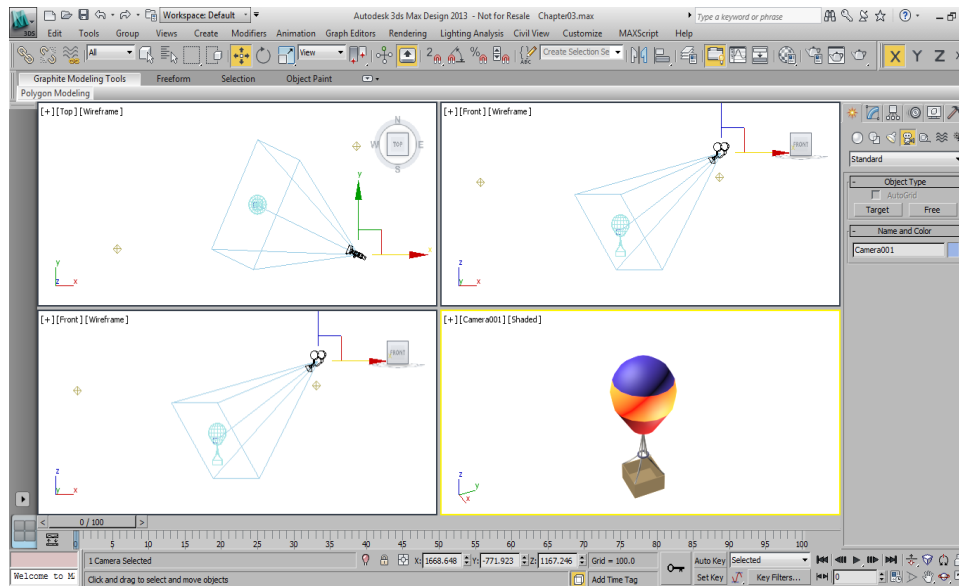 Workspace: Default
Autodesk 3ds Max Design 2013 - Not for Resale Chapter03.max
Type a keyword or phrase
3DS
Edit Tools Group Views Create Modifiers Animation Graph Editors Rendering Lighting Analysis Civil View Customize MAXScript Help
All View Create Selection Se X Y Z
Graphite Modeling Tools Freeform Selection Object Paint
Polygon Modeling
[+] [Top] [Wireframe]
N
W TOP E
S
y
x
y
z x
[+] [Front] [Wireframe]
FRONT
z
y x
[+] [Front] [Wireframe]
FRONT
z
y x
[+] [Camera001] [Shaded]
z
y
x
Standard
- Object Type
AutoGrid
Target Free
- Name and Color
Camera001
< 0 / 100 >
0 5 10 15 20 25 30 35 40 45 50 55 60 65 70 75 80 85 90 95 100
1 Camera Selected X: 1668.648 Y: -771.923 Z: 1167.246 Grid = 100.0 Auto Key Selected
Welcome to M Click and drag to select and move objects Add Time Tag Set Key Key Filters... 0